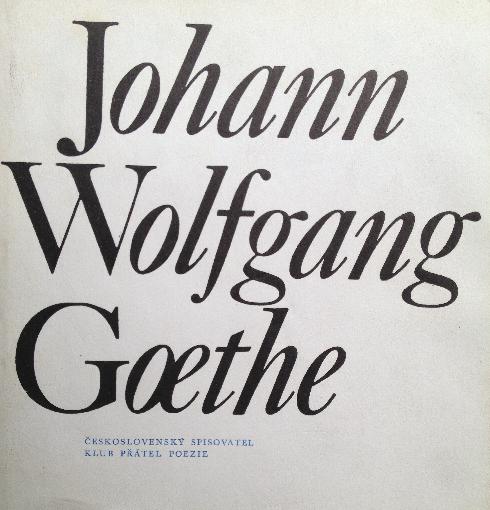 Johann
Wolfgang
Gœthe
ČESKOSLOVENSKÝ SPISOVATEL
KLUB PŘÁTEL POEZIE